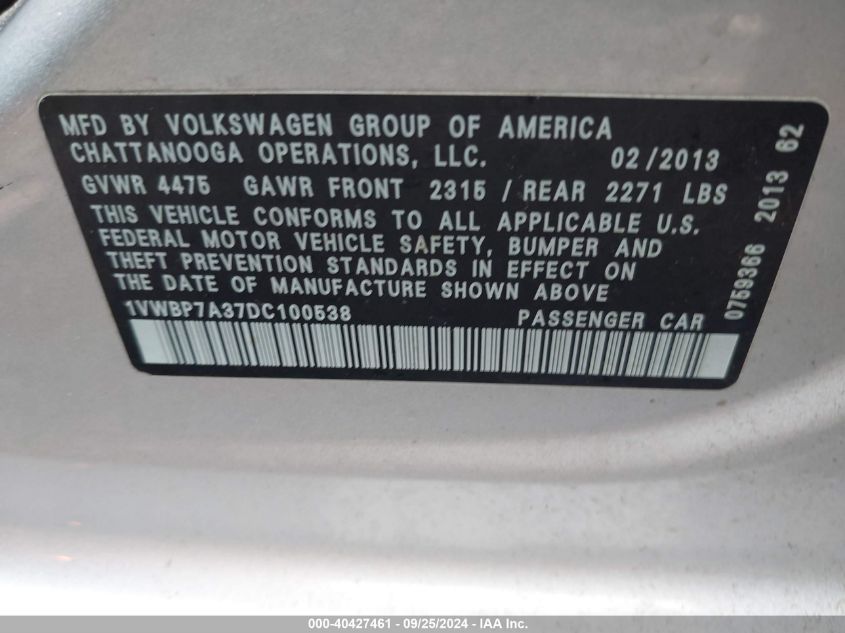 MFD BY VOLKSWAGEN GROUP OF AMERICA
CHATTANOOGA OPERATIONS, LLC. 02/2013
GVWR 4475 GAWR FRONT 2315 / REAR 2271 LBS
THIS VEHICLE CONFORMS TO ALL APPLICABLE U.S.
FEDERAL MOTOR VEHICLE SAFETY, BUMPER AND
THEFT PREVENTION STANDARDS IN EFFECT ON
THE DATE OF MANUFACTURE SHOWN ABOVE
1VWBP7A37DC100538 PASSENGER CAR
0759366 2013 62
000-40427461 - 09/25/2024 - IAA, Inc.